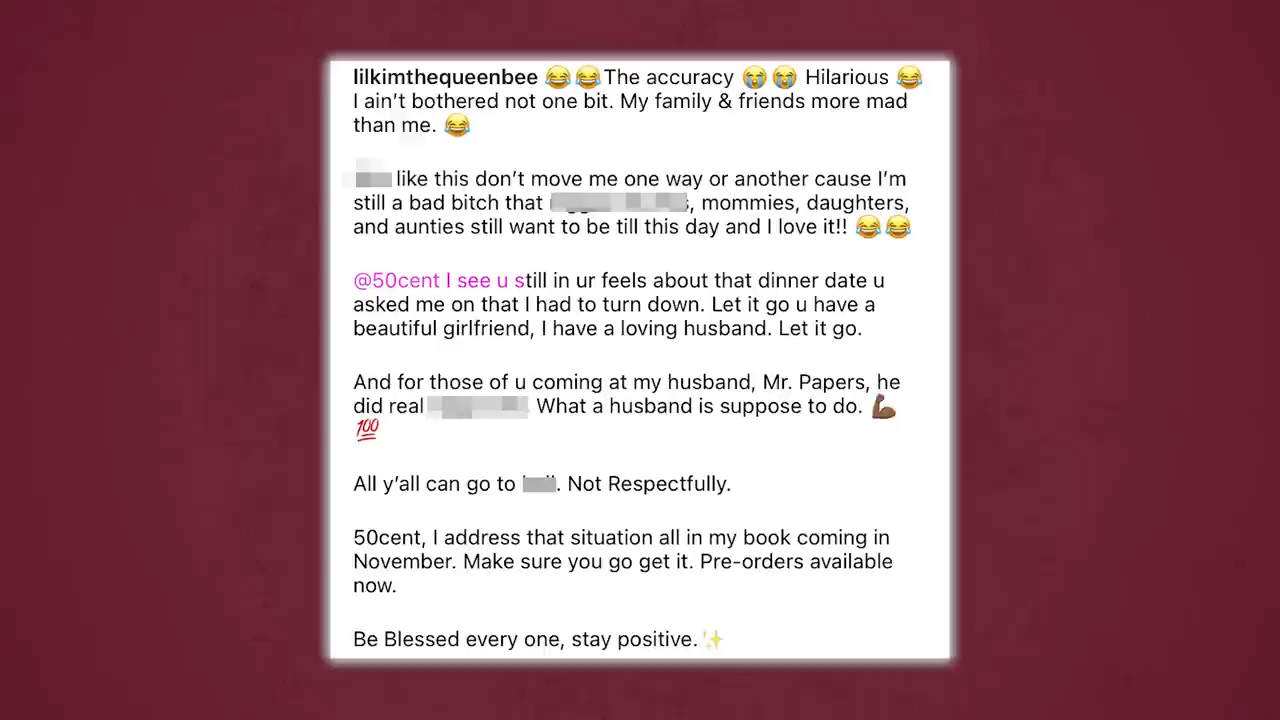 lilkimthequeenbee 😂😂The accuracy 😭😭 Hilarious 😂
I ain't bothered not one bit. My family & friends more mad
than me. 😂
like this don't move me one way or another cause I'm
still a bad bitch that , mommies, daughters,
and aunties still want to be till this day and I love it!! 😂😂
@50cent I see u still in ur feels about that dinner date u
asked me on that I had to turn down. Let it go u have a
beautiful girlfriend, I have a loving husband. Let it go.
And for those of u coming at my husband, Mr. Papers, he
did real . What a husband is suppose to do. 💪🏾
💯
All y'all can go to . Not Respectfully.
50cent, I address that situation all in my book coming in
November. Make sure you go get it. Pre-orders available
now.
Be Blessed every one, stay positive.✨